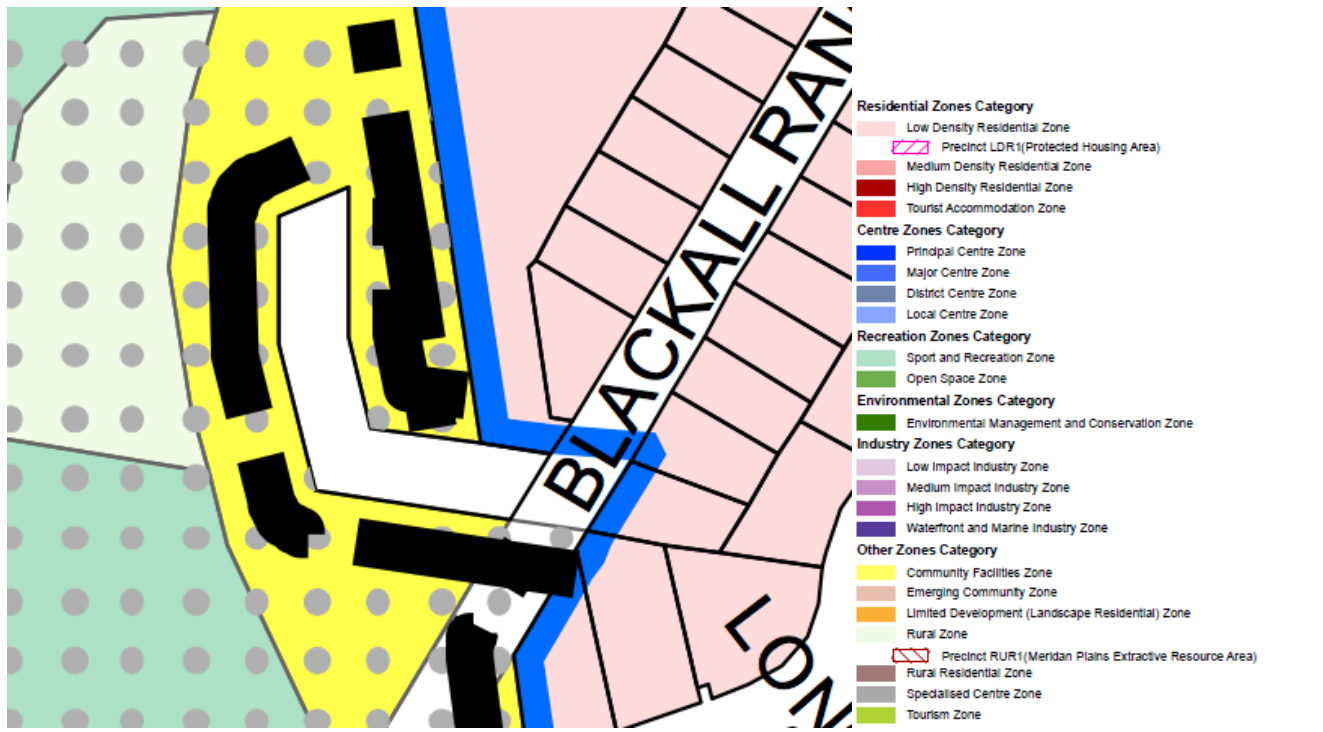 BLACKALL RAN
LON
Residential Zones Category
Low Density Residential Zone
Precinct LDR1(Protected Housing Area)
Medium Density Residential Zone
High Density Residential Zone
Tourist Accommodation Zone
Centre Zones Category
Principal Centre Zone
Major Centre Zone
District Centre Zone
Local Centre Zone
Recreation Zones Category
Sport and Recreation Zone
Open Space Zone
Environmental Zones Category
Environmental Management and Conservation Zone
Industry Zones Category
Low Impact Industry Zone
Medium Impact Industry Zone
High Impact Industry Zone
Waterfront and Marine Industry Zone
Other Zones Category
Community Facilities Zone
Emerging Community Zone
Limited Development (Landscape Residential) Zone
Rural Zone
Precinct RUR1(Meridan Plains Extractive Resource Area)
Rural Residential Zone
Specialised Centre Zone
Tourism Zone